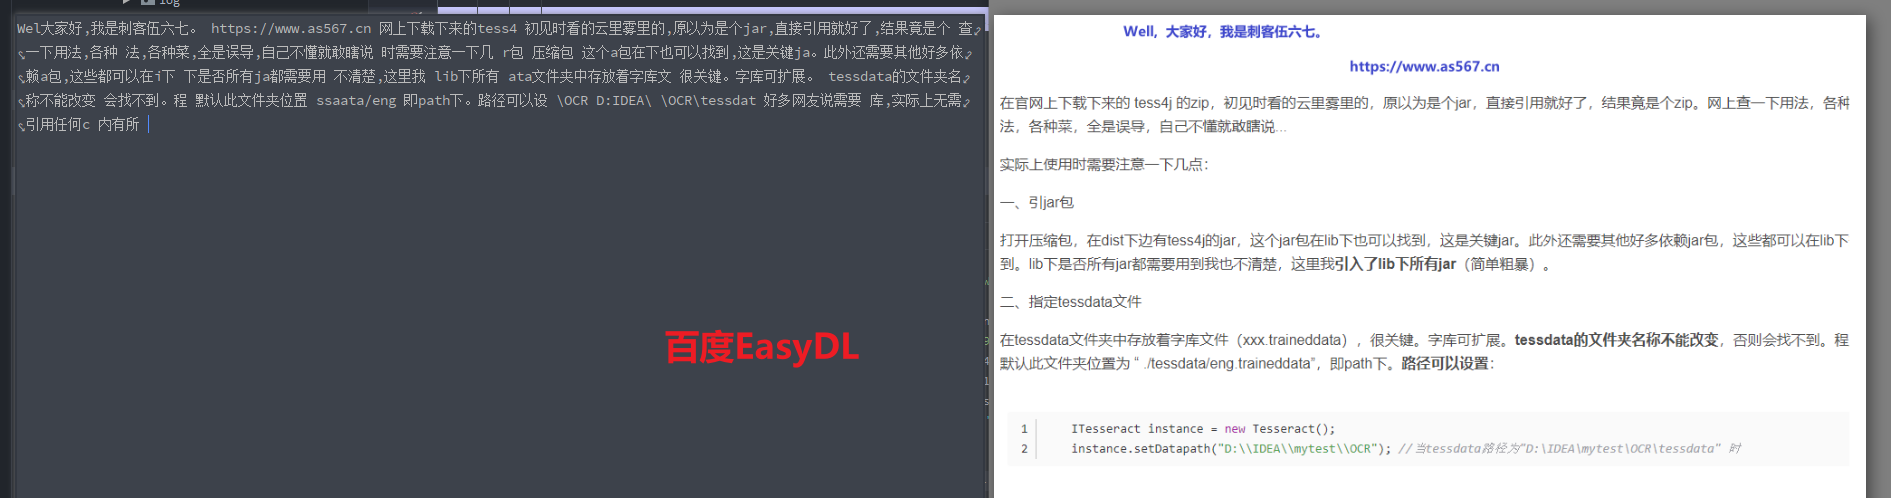 log
Wel大家好,我是刺客伍六七。 https://www.as567.cn 网上下载下来的tess4 初见时看的云里雾里的,原以为是个jar,直接引用就好了,结果竟是个 查
一下用法,各种 法,各种菜,全是误导,自己不懂就敢瞎说 时需要注意一下几 r包 压缩包 这个a包在下也可以找到,这是关键ja。此外还需要其他好多依
赖a包,这些都可以在i下 下是否所有ja都需要用 不清楚,这里我 lib下所有 ata文件夹中存放着字库文 很关键。字库可扩展。 tessdata的文件夹名
称不能改变 会找不到。程 默认此文件夹位置 ssaata/eng 即path下。路径可以设 \OCR D:IDEA\ \OCR\tessdat 好多网友说需要 库,实际上无需
引用任何c 内有所
百度EasyDL
Well，大家好，我是刺客伍六七。
https://www.as567.cn
在官网上下载下来的 tess4j 的zip，初见时看的云里雾里的，原以为是个jar，直接引用就好了，结果竟是个zip。网上查一下用法，各种
法，各种菜，全是误导，自己不懂就敢瞎说...
实际上使用时需要注意一下几点：
一、引jar包
打开压缩包，在dist下边有tess4j的jar，这个jar包在lib下也可以找到，这是关键jar。此外还需要其他好多依赖jar包，这些都可以在lib下
到。lib下是否所有jar都需要用到我也不清楚，这里我引入了lib下所有jar（简单粗暴）。
二、指定tessdata文件
在tessdata文件夹中存放着字库文件（xxx.traineddata），很关键。字库可扩展。tessdata的文件夹名称不能改变，否则会找不到。程
默认此文件夹位置为 “ ./tessdata/eng.traineddata”，即path下。路径可以设置：
1 ITesseract instance = new Tesseract();
2 instance.setDatapath("D:\\IDEA\\mytest\\OCR"); //当tessdata路径为"D:\IDEA\mytest\OCR\tessdata" 时